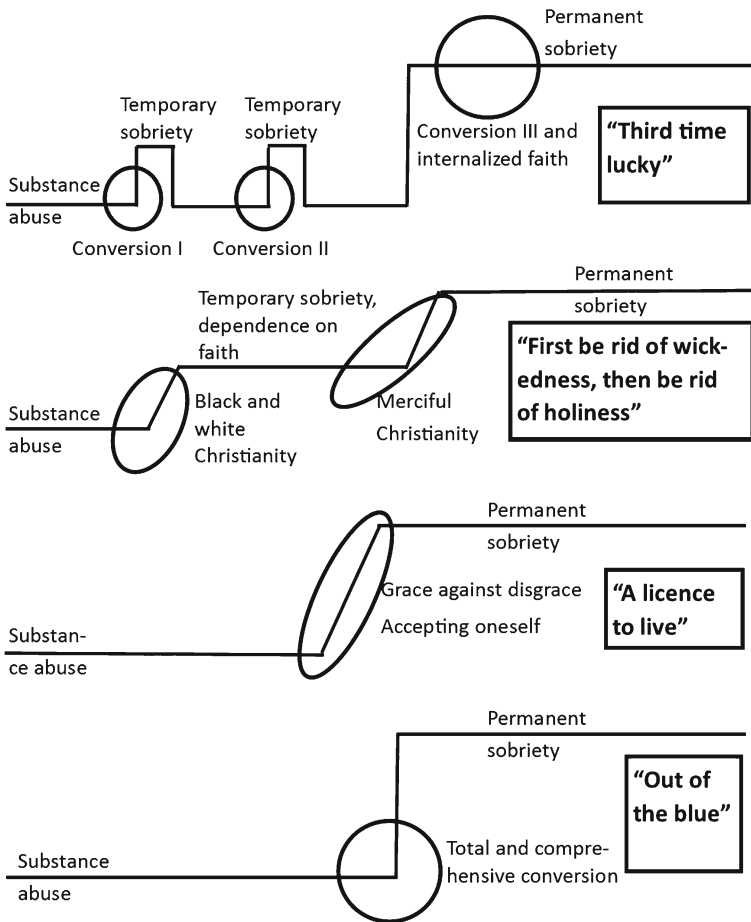 Permanent
sobriety
Temporary
sobriety
Temporary
sobriety
Conversion III and
internalized faith
“Third time
lucky”
Substance
abuse
Conversion I
Conversion II
Permanent
sobriety
Temporary sobriety,
dependence on
faith
“First be rid of wick-
edness, then be rid
of holiness”
Black and
white
Christianity
Merciful
Christianity
Substance
abuse
Permanent
sobriety
Grace against disgrace
Accepting oneself
“A licence
to live”
Substan-
ce abuse
Permanent
sobriety
“Out of
the blue”
Total and compre-
hensive conversion
Substance
abuse